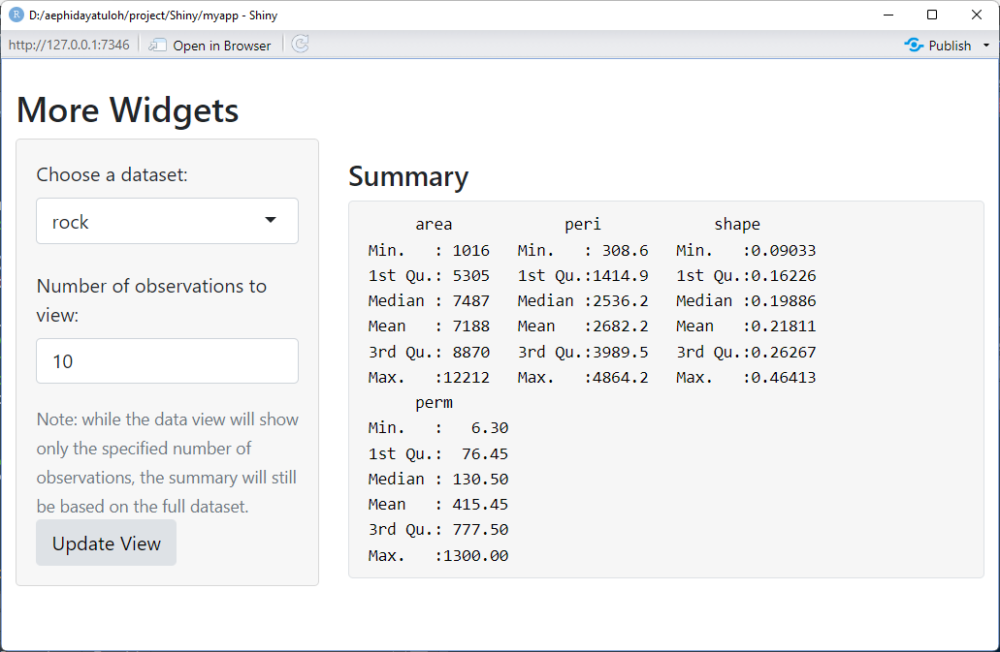 R D:/aephidayatuloh/project/Shiny/myapp - Shiny
http://127.0.0.1:7346 Open in Browser Publish
More Widgets
Choose a dataset:
rock
Number of observations to
view:
10
Note: while the data view will show
only the specified number of
observations, the summary will still
be based on the full dataset.
Update View
Summary
     area            peri            shape
Min.   : 1016   Min.   : 308.6   Min.   :0.09033
1st Qu.: 5305   1st Qu.:1414.9   1st Qu.:0.16226
Median : 7487   Median :2536.2   Median :0.19886
Mean   : 7188   Mean   :2682.2   Mean   :0.21811
3rd Qu.: 8870   3rd Qu.:3989.5   3rd Qu.:0.26267
Max.   :12212   Max.   :4864.2   Max.   :0.46413
     perm
Min.   :   6.30
1st Qu.:  76.45
Median : 130.50
Mean   : 415.45
3rd Qu.: 777.50
Max.   :1300.00